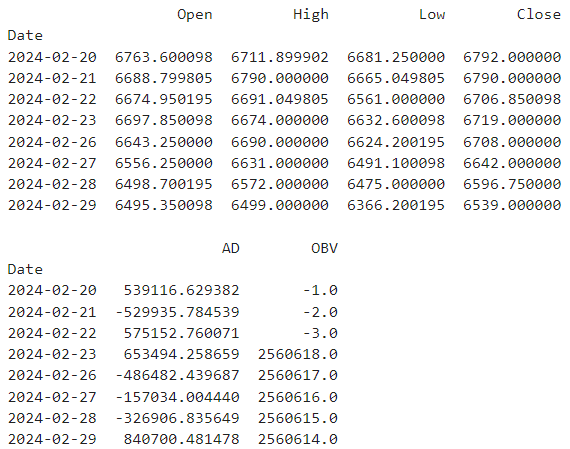 Open High Low Close
Date
2024-02-20 6763.600098 6711.899902 6681.250000 6792.000000
2024-02-21 6688.799805 6790.000000 6665.049805 6790.000000
2024-02-22 6674.950195 6691.049805 6561.000000 6706.850098
2024-02-23 6697.850098 6674.000000 6632.600098 6719.000000
2024-02-26 6643.250000 6690.000000 6624.200195 6708.000000
2024-02-27 6556.250000 6631.000000 6491.100098 6642.000000
2024-02-28 6498.700195 6572.000000 6475.000000 6596.750000
2024-02-29 6495.350098 6499.000000 6366.200195 6539.000000
AD OBV
Date
2024-02-20 539116.629382 -1.0
2024-02-21 -529935.784539 -2.0
2024-02-22 575152.760071 -3.0
2024-02-23 653494.258659 2560618.0
2024-02-26 -486482.439687 2560617.0
2024-02-27 -157034.004440 2560616.0
2024-02-28 -326906.835649 2560615.0
2024-02-29 840700.481478 2560614.0